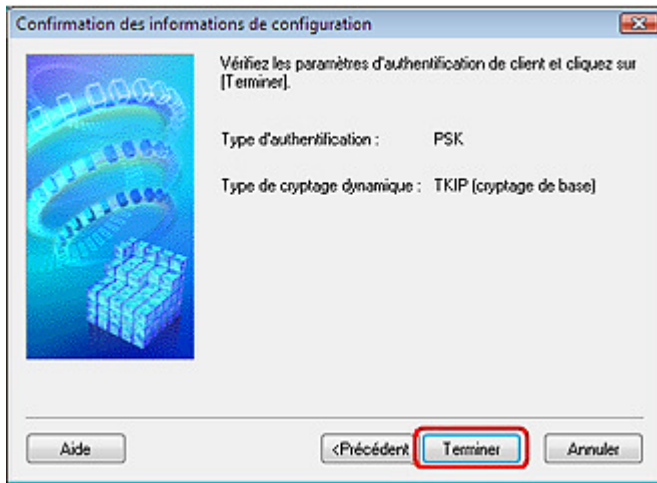 Confirmation des informations de configuration
Vérifiez les paramètres d'authentification de client et cliquez sur
[Terminer].
Type d'authentification : PSK
Type de cryptage dynamique : TKIP (cryptage de base)
Aide
<Précédent
Terminer
Annuler